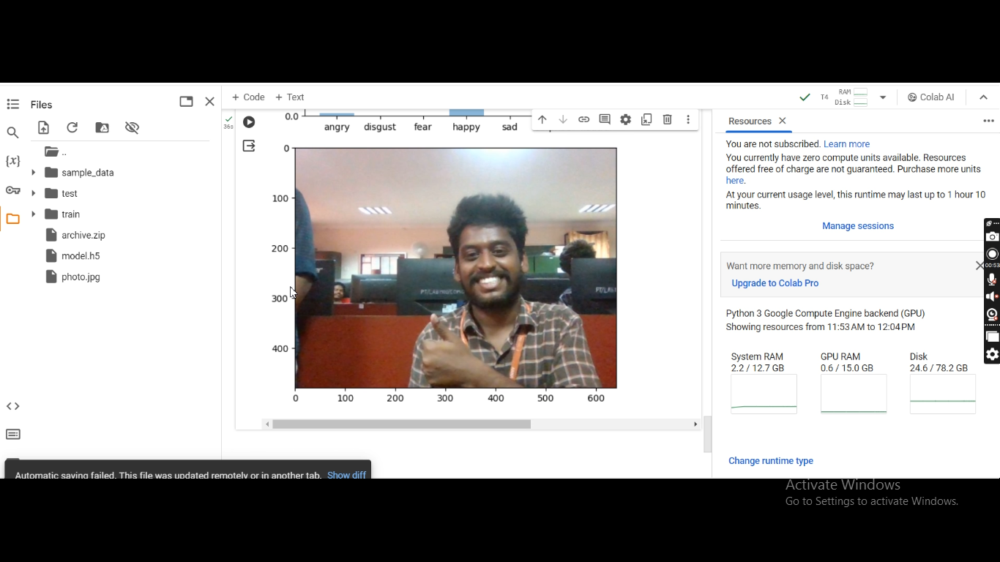 Files
..
sample_data
test
train
archive.zip
model.h5
photo.jpg
+ Code + Text
T4 RAM
Disk
Colab AI
36s
0.0
angry disgust fear happy sad
0
100
200
300
400
0 100 200 300 400 500 600
Resources
You are not subscribed. Learn more
You currently have zero compute units available. Resources
offered free of charge are not guaranteed. Purchase more units
here.
At your current usage level, this runtime may last up to 1 hour 10
minutes.
Manage sessions
Want more memory and disk space?
Upgrade to Colab Pro
00:53
Python 3 Google Compute Engine backend (GPU)
Showing resources from 11:53 AM to 12:04 PM
System RAM
2.2 / 12.7 GB
GPU RAM
0.6 / 15.0 GB
Disk
24.6 / 78.2 GB
Change runtime type
Automatic saving failed. This file was updated remotely or in another tab. Show diff
Activate Windows
Go to Settings to activate Windows.